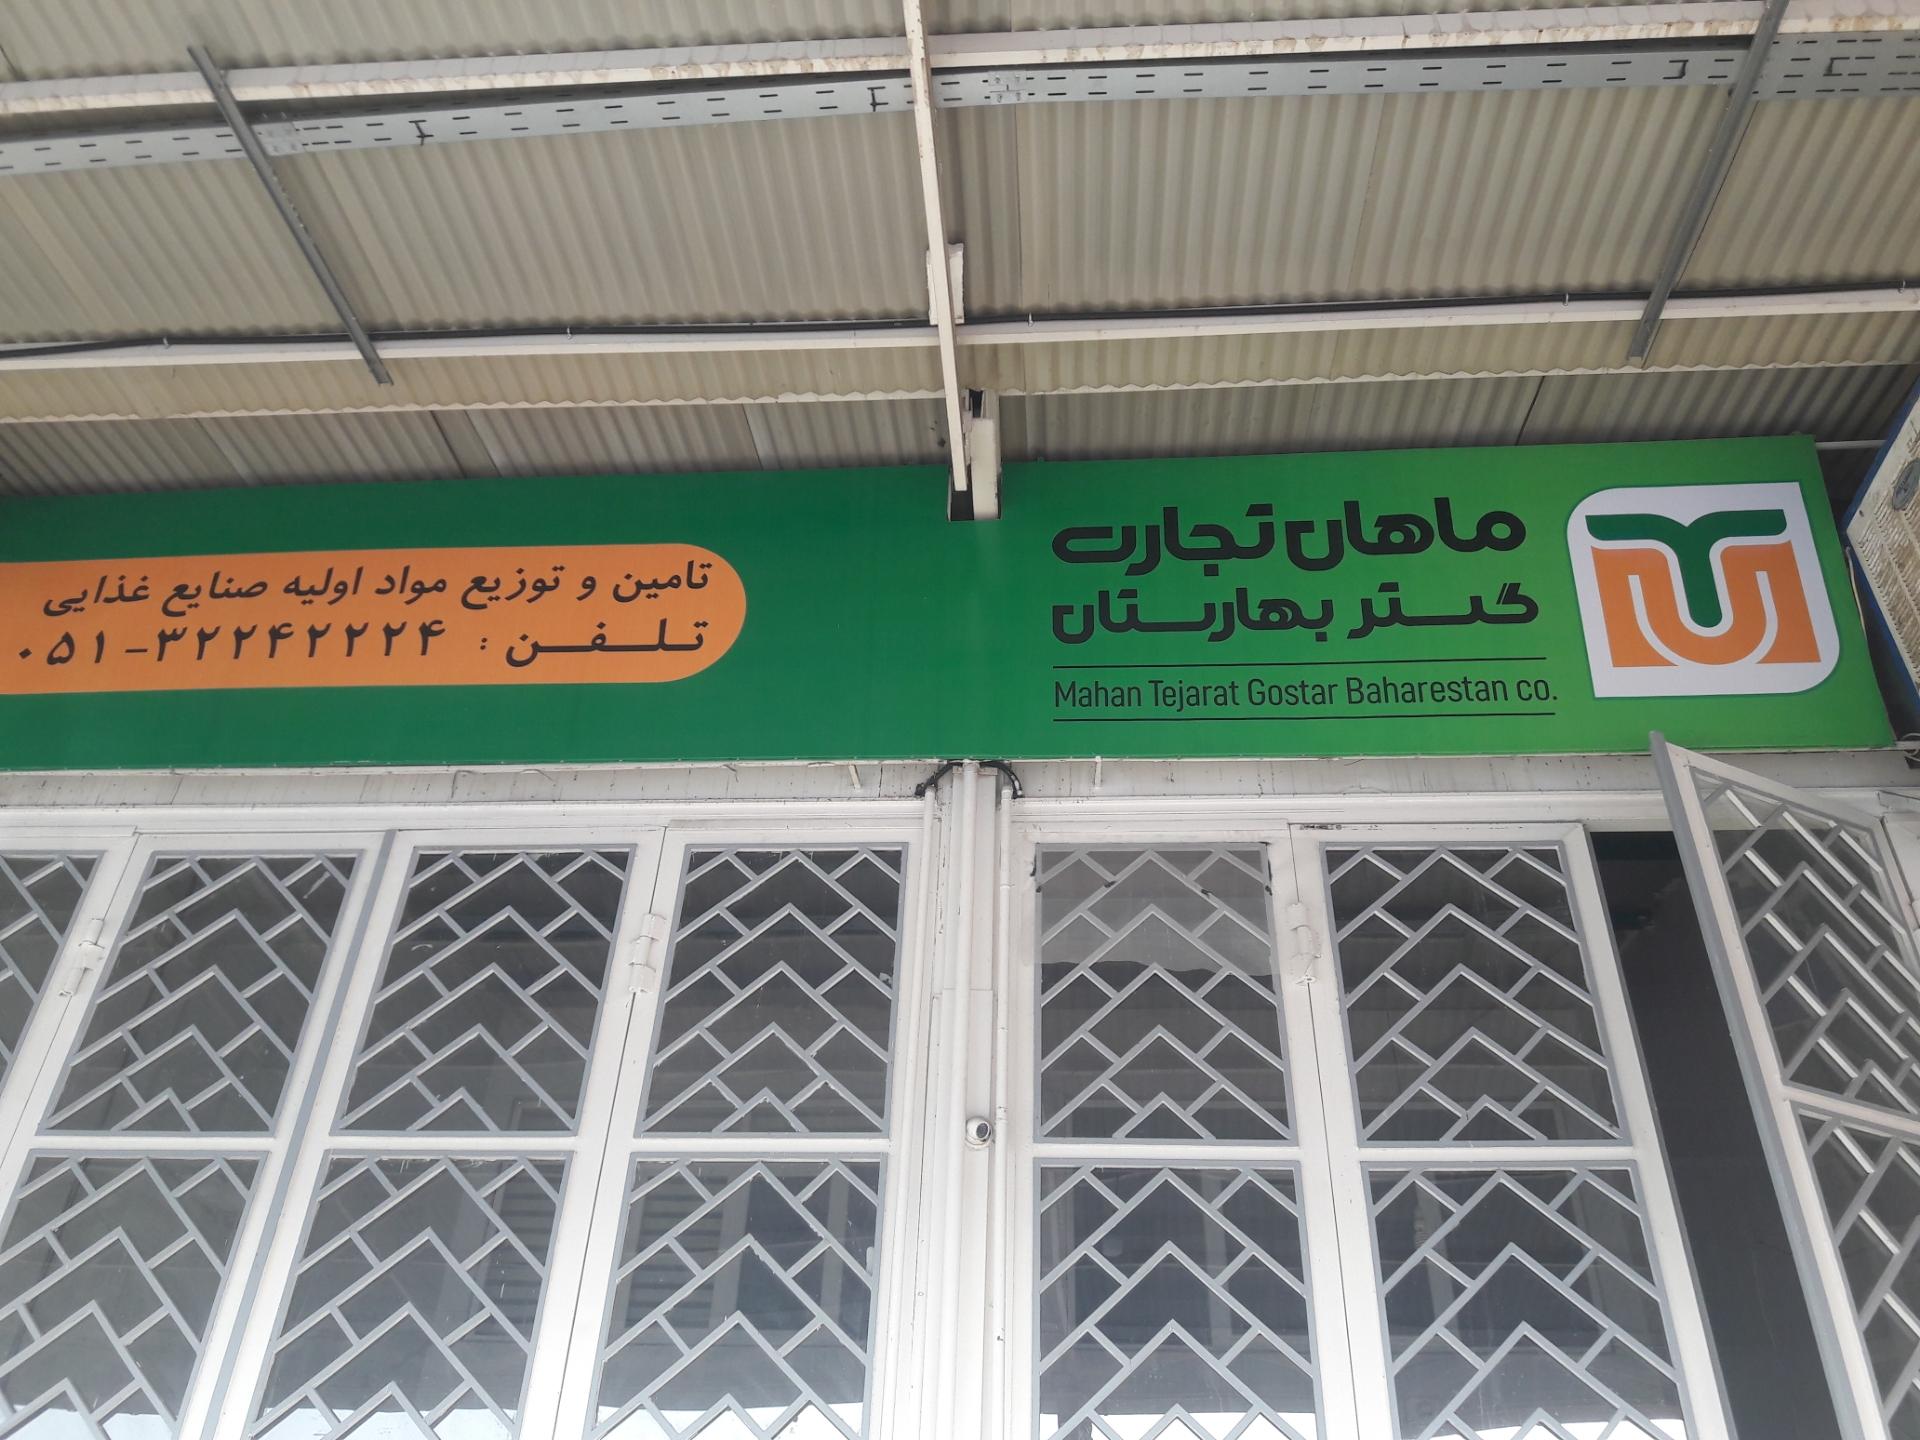 ماهان تجارت
گستر بهارستان
Mahan Tejarat Gostar Baharestan co.
تامین و توزیع مواد اولیه صنایع غذایی
تلفن : ۰۵۱-۳۲۲۴۲۲۲۴